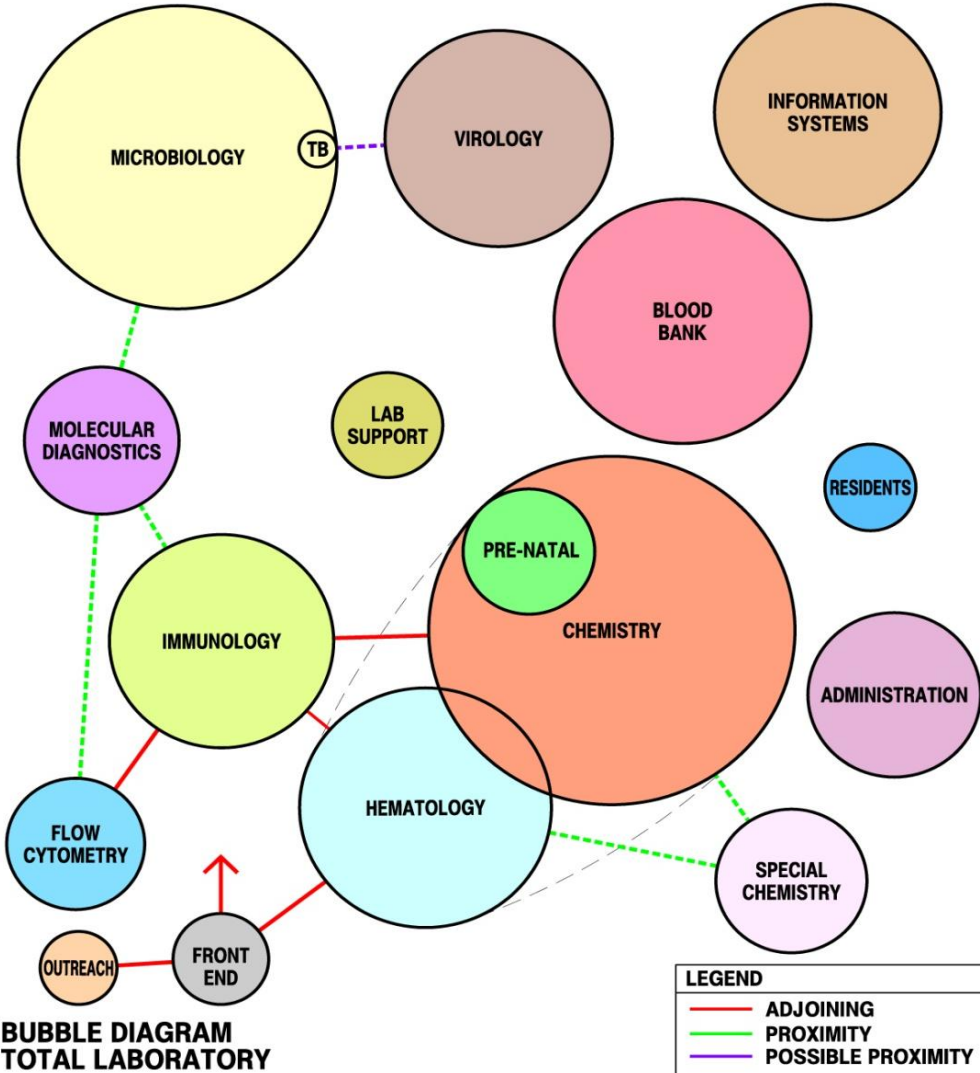 MICROBIOLOGY
TB
VIROLOGY
INFORMATION
SYSTEMS
BLOOD
BANK
MOLECULAR
DIAGNOSTICS
LAB
SUPPORT
RESIDENTS
PRE-NATAL
IMMUNOLOGY
CHEMISTRY
ADMINISTRATION
HEMATOLOGY
FLOW
CYTOMETRY
SPECIAL
CHEMISTRY
OUTREACH
FRONT
END
BUBBLE DIAGRAM
TOTAL LABORATORY
LEGEND
ADJOINING
PROXIMITY
POSSIBLE PROXIMITY